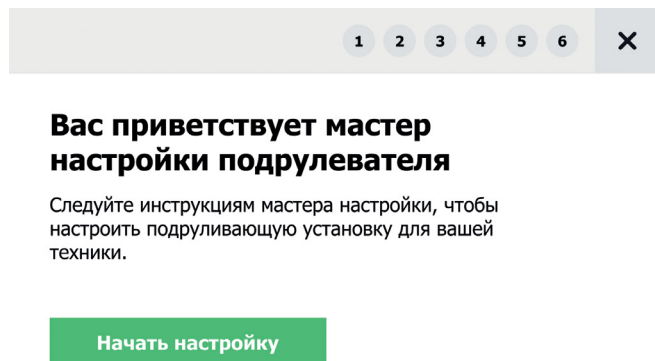 1 2 3 4 5 6
Вас приветствует мастер
настройки подрулевателя
Следуйте инструкциям мастера настройки, чтобы
настроить подруливающую установку для вашей
техники.
Начать настройку